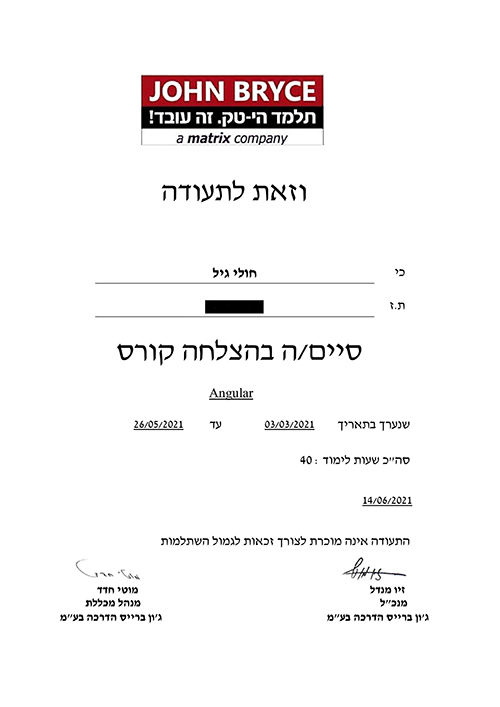 JOHN BRYCE
תלמד הי-טק. זה עובד!
a matrix company
וזאת לתעודה
כי חולי גיל
ת.ז
סיים/ה בהצלחה קורס
Angular
שנערך בתאריך 03/03/2021 עד 26/05/2021
סה״כ שעות לימוד : 40
14/06/2021
התעודה אינה מוכרת לצורך זכאות לגמול השתלמות
זיו מנדל
מנכ״ל
ג׳ון ברייס הדרכה בע״מ
מוטי חדד
מנהל מכללת
ג׳ון ברייס הדרכה בע״מ